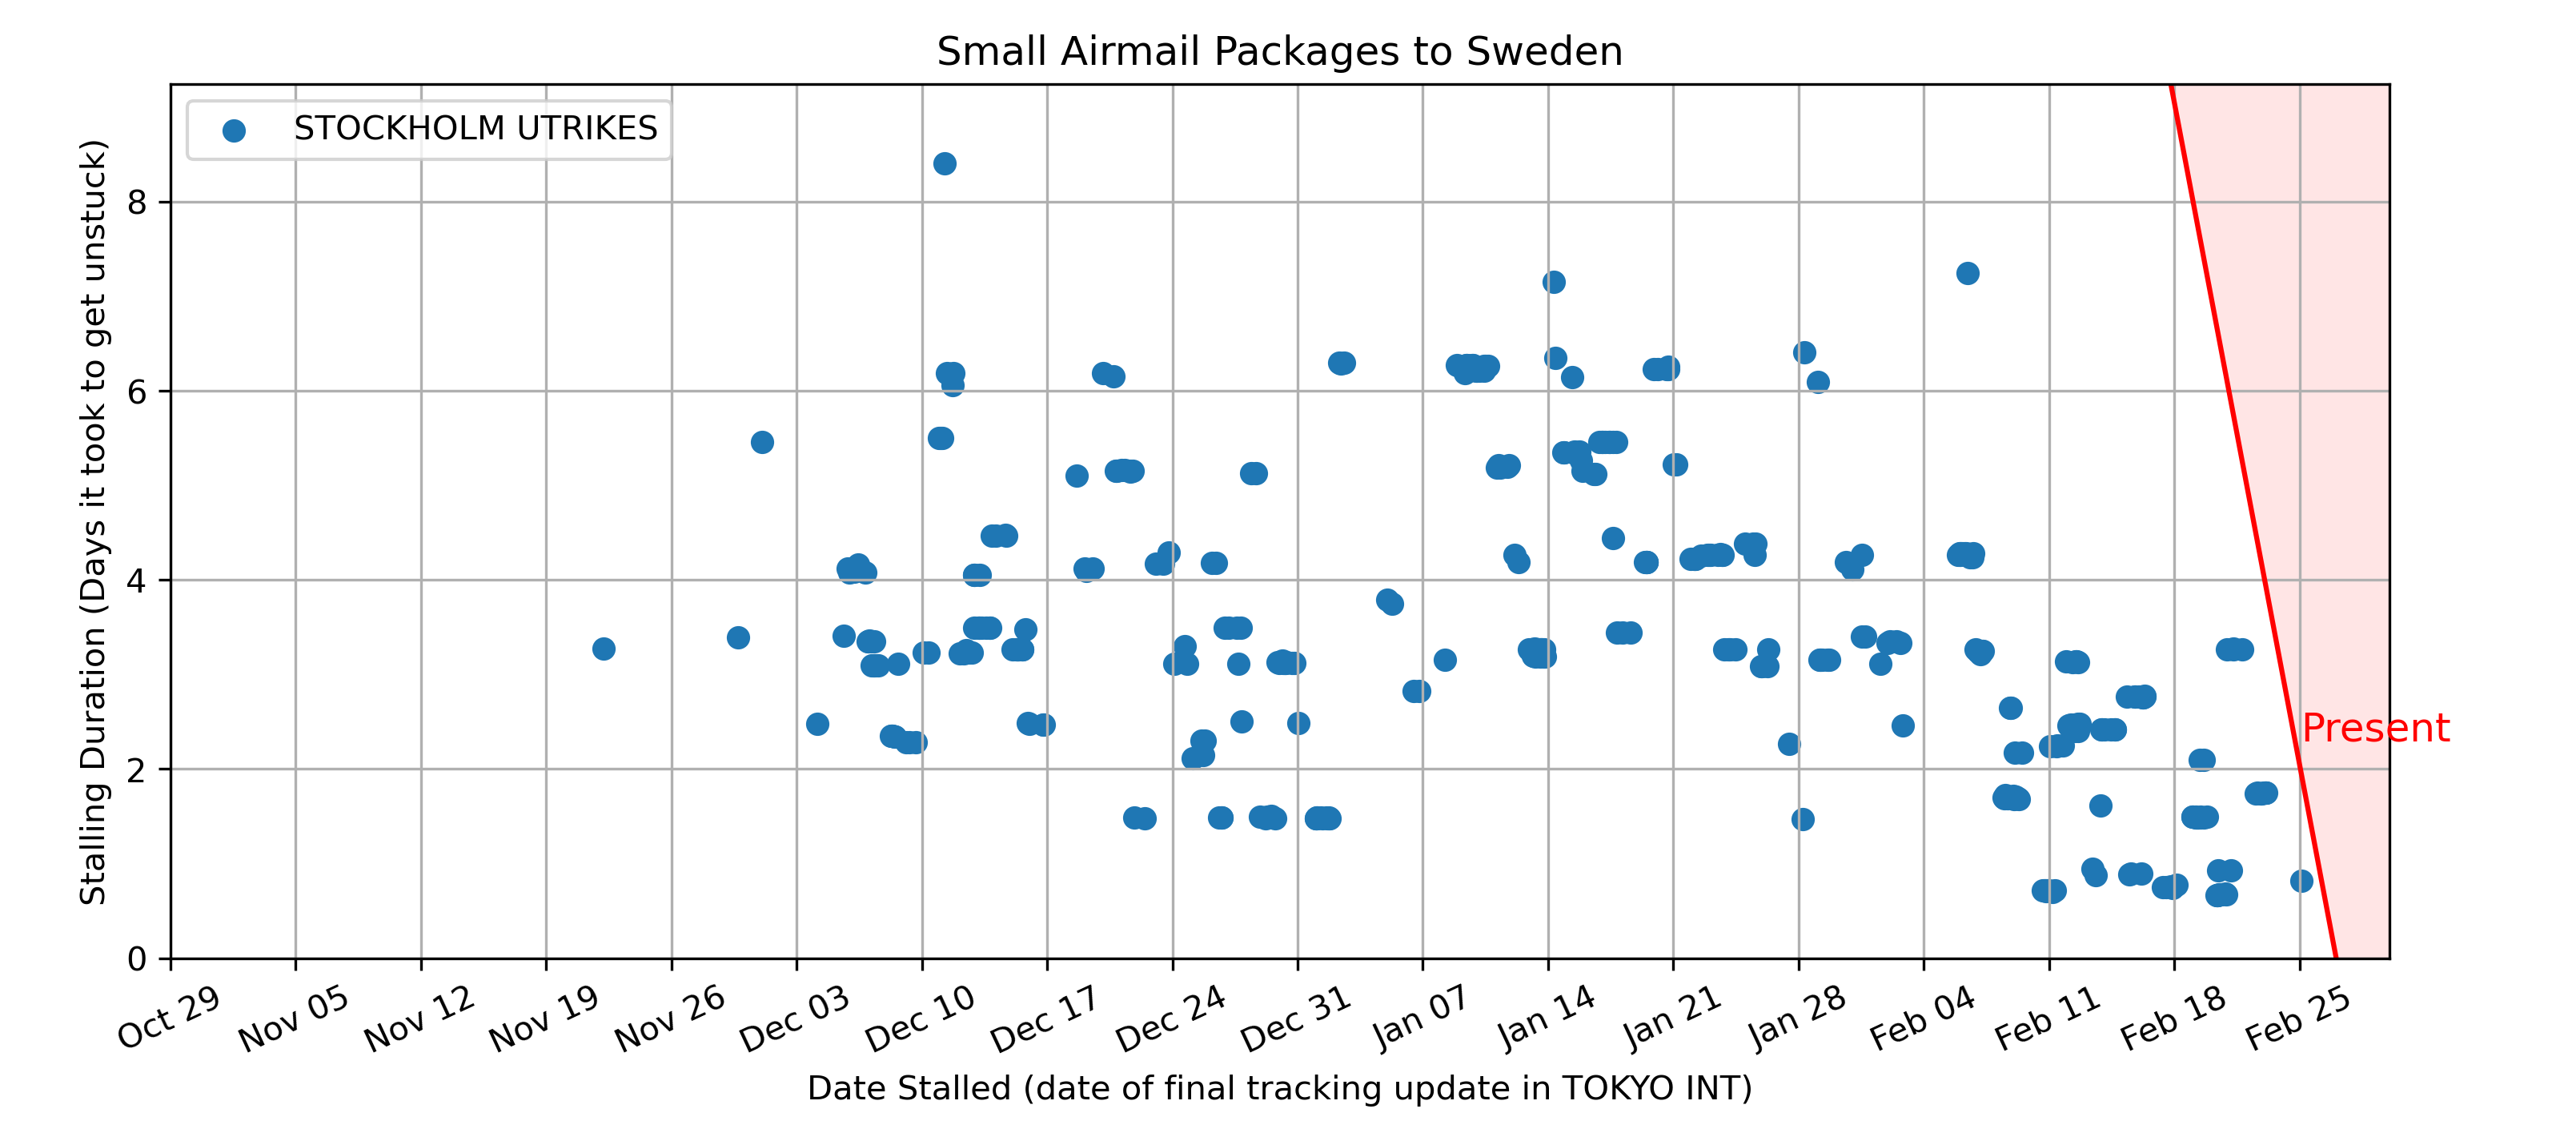 Small Airmail Packages to Sweden
STOCKHOLM UTRIKES
Stalling Duration (Days it took to get unstuck)
8
6
4
2
0
Present
Oct 29
Nov 05
Nov 12
Nov 19
Nov 26
Dec 03
Dec 10
Dec 17
Dec 24
Dec 31
Jan 07
Jan 14
Jan 21
Jan 28
Feb 04
Feb 11
Feb 18
Feb 25
Date Stalled (date of final tracking update in TOKYO INT)